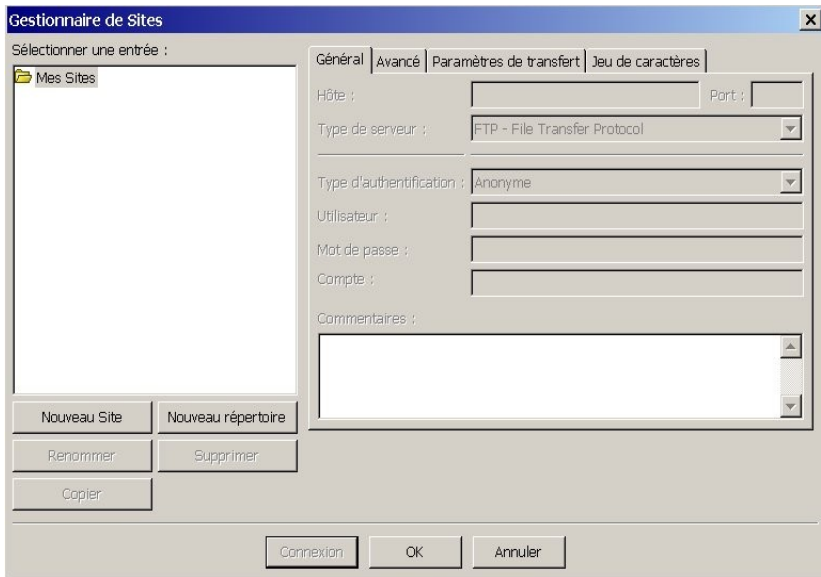 Gestionnaire de Sites
Sélectionner une entrée :
Mes Sites
Nouveau Site
Nouveau répertoire
Renommer
Supprimer
Copier
Général
Avancé
Paramètres de transfert
Jeu de caractères
Hôte :
Port :
Type de serveur :
FTP - File Transfer Protocol
Type d'authentification :
Anonyme
Utilisateur :
Mot de passe :
Compte :
Commentaires :
Connexion
OK
Annuler